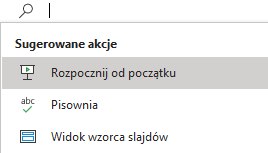 Sugerowane akcje
Rozpocznij od początku
abc
Pisownia
Widok wzorca slajdów